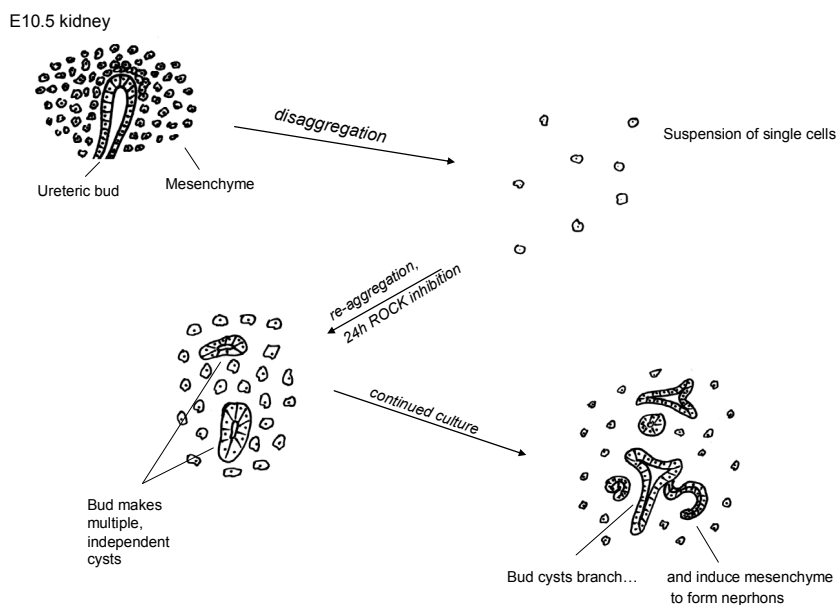 E10.5 kidney
disaggregation
Suspension of single cells
Ureteric bud
Mesenchyme
re-aggregation,
24h ROCK inhibition
continued culture
Bud makes
multiple,
independent
cysts
Bud cysts branch...
and induce mesenchyme
to form neprhons